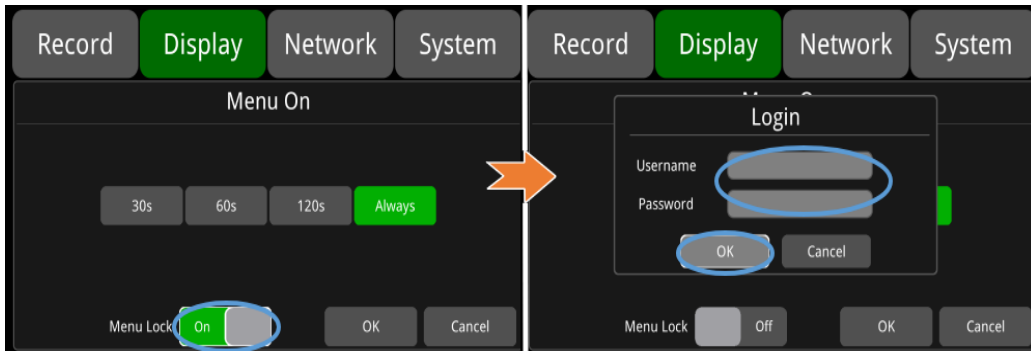 Record Display Network System
Menu On
30s 60s 120s Always
Menu Lock On OK Cancel
Record Display Network System
Login
Username
Password
OK Cancel
Menu Lock Off OK Cancel